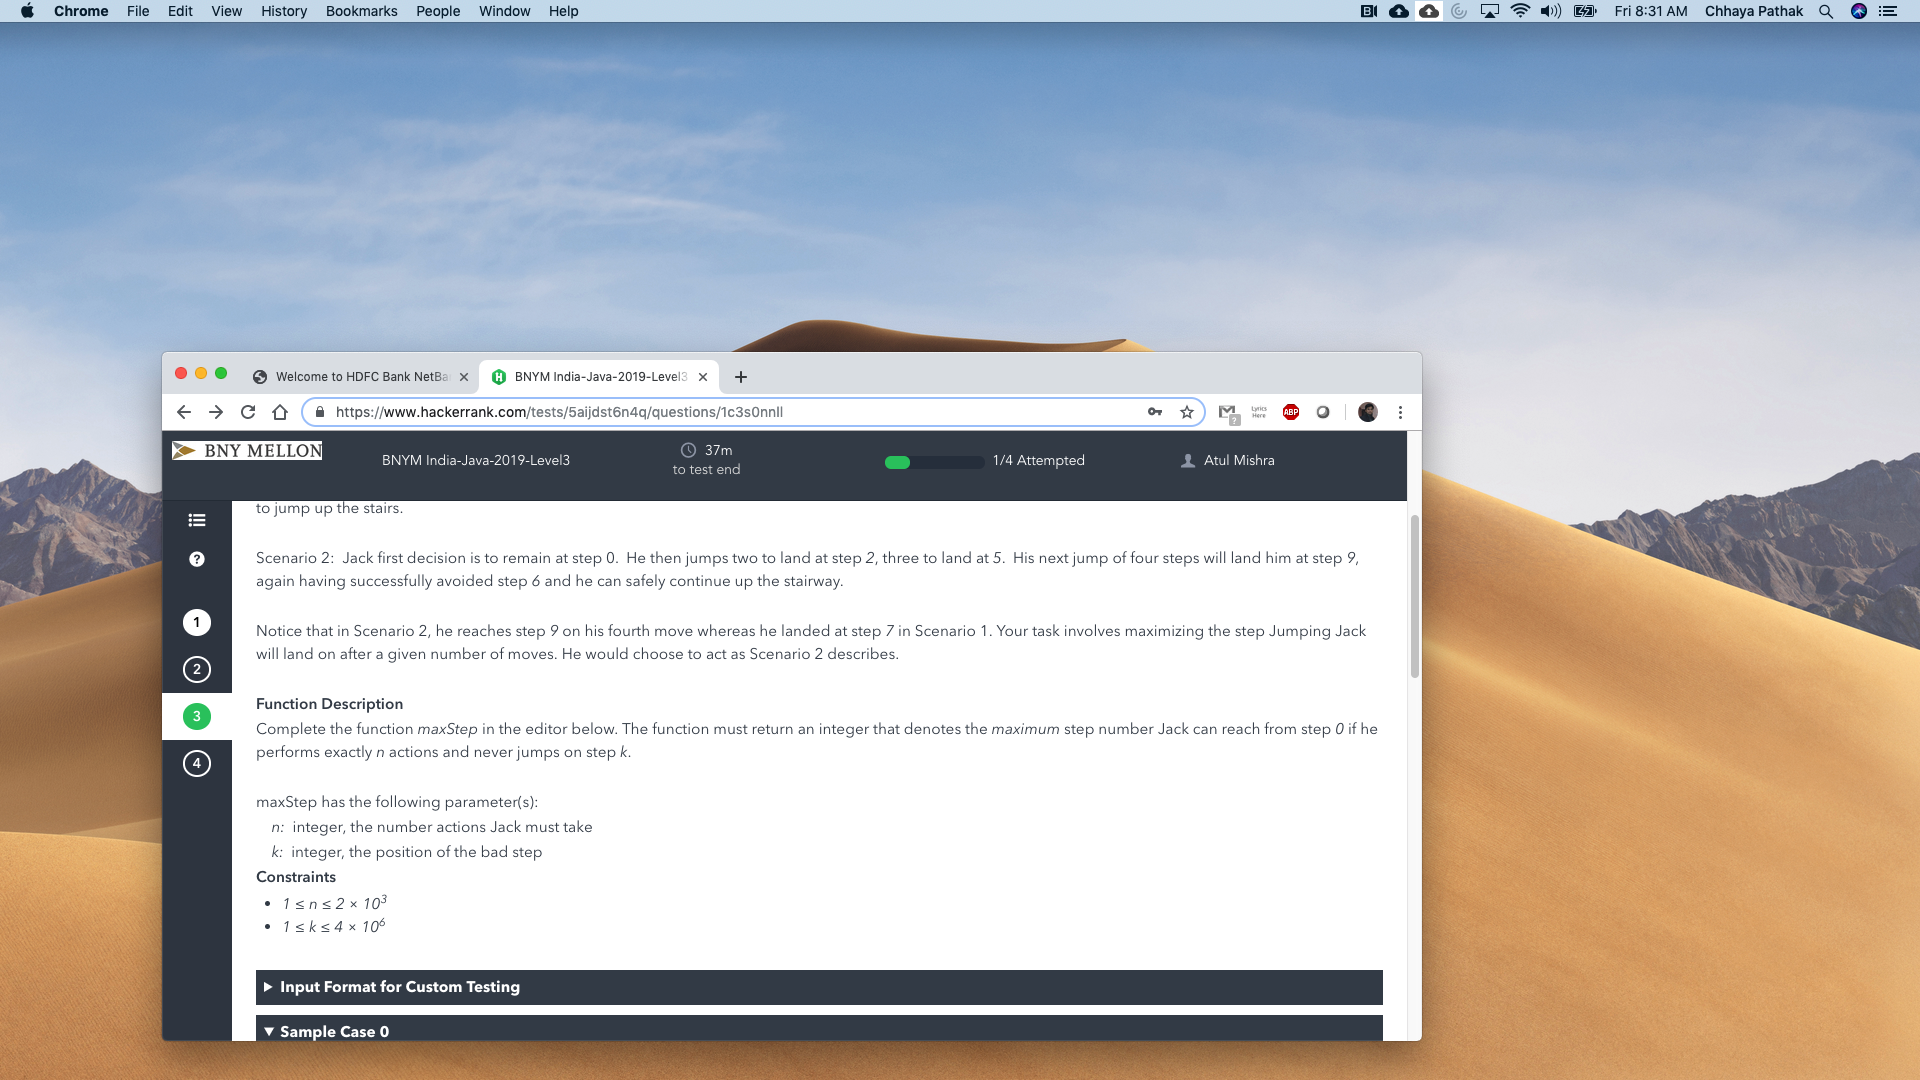 Chrome File Edit View History Bookmarks People Window Help Fri 8:31 AM Chhaya Pathak
Welcome to HDFC Bank NetBa
BNYM India-Java-2019-Level3
https://www.hackerrank.com/tests/5aijdst6n4q/questions/1c3s0nnll
Lyrics Here
ABP
BNY MELLON
BNYM India-Java-2019-Level3
37m
to test end
1/4 Attempted
Atul Mishra
to jump up the stairs.
Scenario 2: Jack first decision is to remain at step 0. He then jumps two to land at step 2, three to land at 5. His next jump of four steps will land him at step 9,
again having successfully avoided step 6 and he can safely continue up the stairway.
1
Notice that in Scenario 2, he reaches step 9 on his fourth move whereas he landed at step 7 in Scenario 1. Your task involves maximizing the step Jumping Jack
will land on after a given number of moves. He would choose to act as Scenario 2 describes.
2
Function Description
3
Complete the function maxStep in the editor below. The function must return an integer that denotes the maximum step number Jack can reach from step 0 if he
performs exactly n actions and never jumps on step k.
4
maxStep has the following parameter(s):
n: integer, the number actions Jack must take
k: integer, the position of the bad step
Constraints
• 1 ≤ n ≤ 2 × 10³
• 1 ≤ k ≤ 4 × 10⁶
Input Format for Custom Testing
Sample Case 0